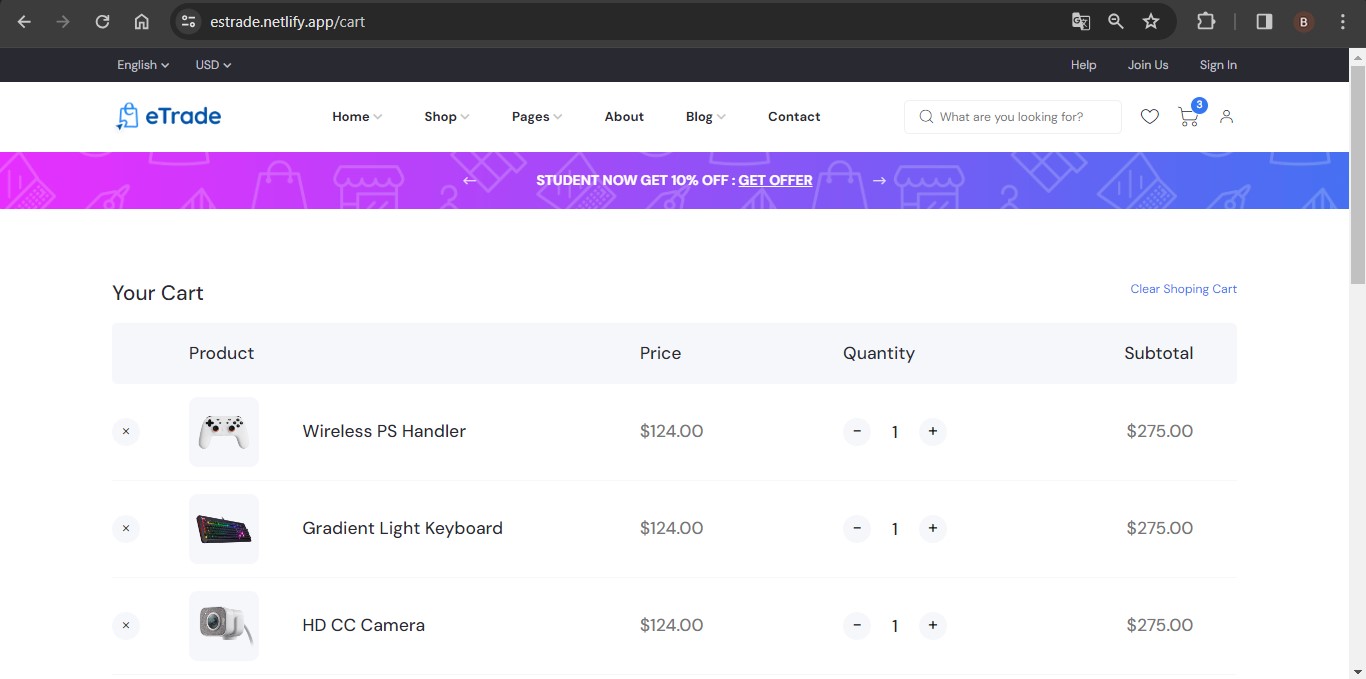 estrade.netlify.app/cart
B
English USD Help Join Us Sign In
eTrade Home Shop Pages About Blog Contact What are you looking for? 3
STUDENT NOW GET 10% OFF : GET OFFER
Your Cart Clear Shoping Cart
Product Price Quantity Subtotal
× Wireless PS Handler $124.00 − 1 + $275.00
× Gradient Light Keyboard $124.00 − 1 + $275.00
× HD CC Camera $124.00 − 1 + $275.00